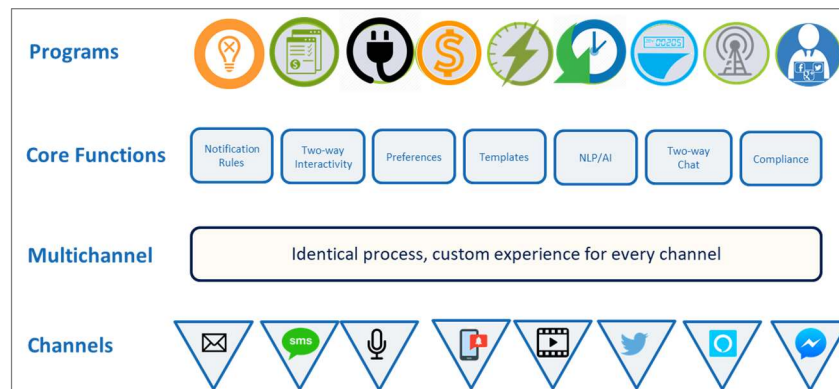 Programs
00205
Core Functions
Notification
Rules
Two-way
Interactivity
Preferences
Templates
NLP/AI
Two-way
Chat
Compliance
Multichannel
Identical process, custom experience for every channel
Channels
sms